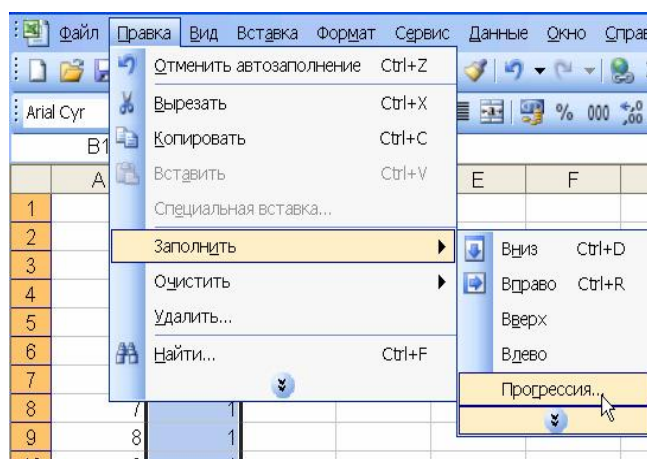 Файл Правка Вид Вставка Формат Сервис Данные Окно
Отменить автозаполнение Ctrl+Z
Arial Cyr Вырезать Ctrl+X % 000
Копировать Ctrl+C
Вставить Ctrl+V
A E F
1 Специальная вставка...
2 Заполнить Вниз Ctrl+D
3
4 Очистить Вправо Ctrl+R
5 Удалить... Вверх
6 Найти... Ctrl+F Влево
7 Прогрессия...
8 7 1
9 8 1